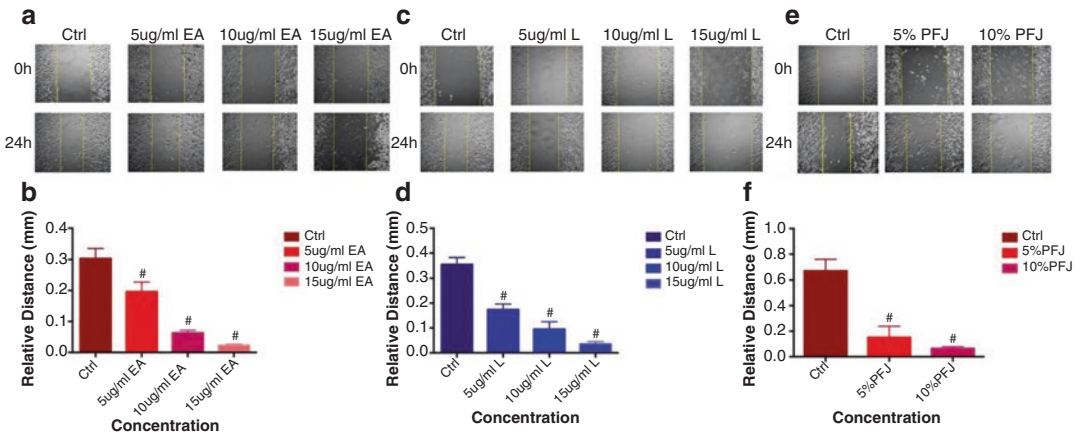 a
Ctrl 5ug/ml EA 10ug/ml EA 15ug/ml EA
0h
24h
b
Relative Distance (mm)
0.4
0.3
0.2
0.1
0.0
# # #
Ctrl
5ug/ml EA
10ug/ml EA
15ug/ml EA
Concentration
Ctrl
5ug/ml EA
10ug/ml EA
15ug/ml EA
c
Ctrl 5ug/ml L 10ug/ml L 15ug/ml L
0h
24h
d
Relative Distance (mm)
0.5
0.4
0.3
0.2
0.1
0.0
# # #
Ctrl
5ug/ml L
10ug/ml L
15ug/ml L
Concentration
Ctrl
5ug/ml L
10ug/ml L
15ug/ml L
e
Ctrl 5% PFJ 10% PFJ
0h
24h
f
Relative Distance (mm)
1.0
0.8
0.6
0.4
0.2
0.0
# #
Ctrl
5%PFJ
10%PFJ
Concentration
Ctrl
5%PFJ
10%PFJ